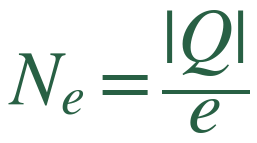 N_e = |Q| / e